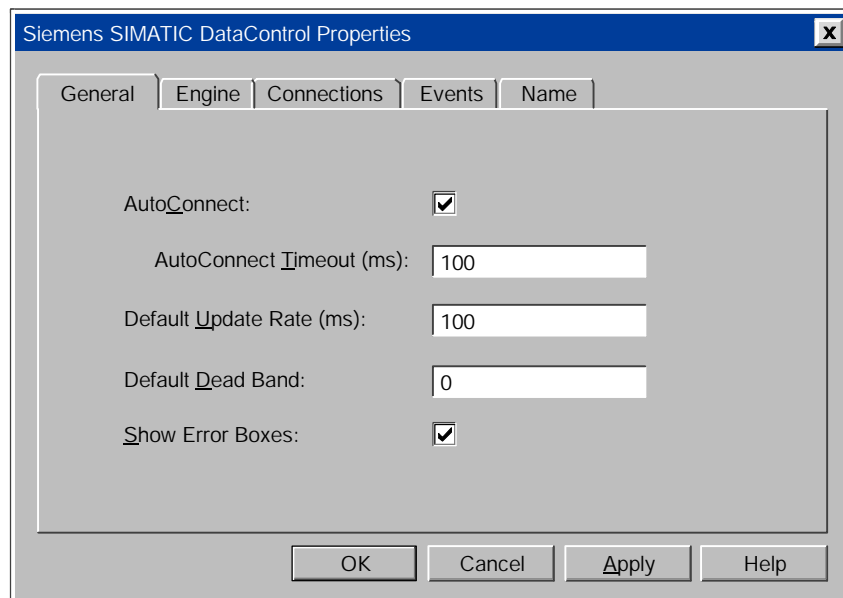 Siemens SIMATIC DataControl Properties
General Engine Connections Events Name
AutoConnect:
AutoConnect Timeout (ms): 100
Default Update Rate (ms): 100
Default Dead Band: 0
Show Error Boxes:
OK Cancel Apply Help